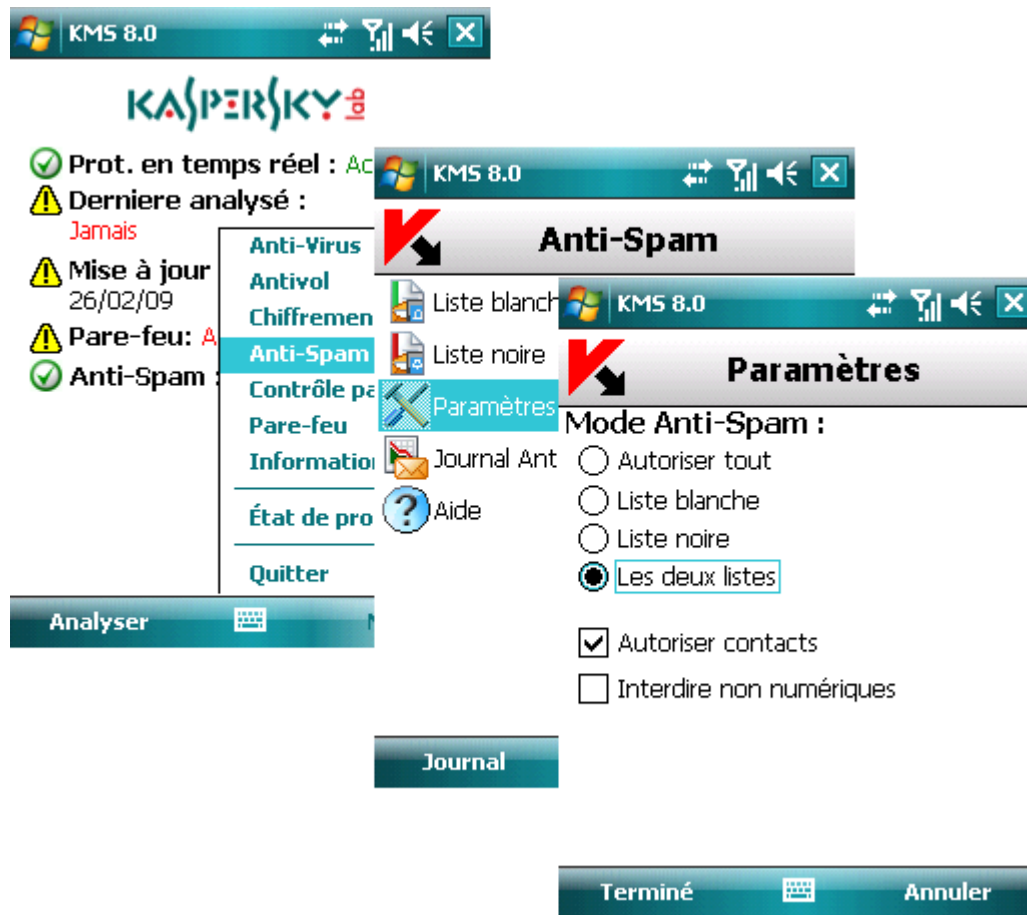 KMS 8.0
KASPERSKY lab
Prot. en temps réel : Ac
Derniere analysé :
Jamais
Mise à jour
26/02/09
Pare-feu: A
Anti-Spam :
Anti-Virus
Antivol
Chiffremen
Anti-Spam
Contrôle pa
Pare-feu
Information
État de pro
Quitter
Analyser
KMS 8.0
Anti-Spam
Liste blanch
Liste noire
Paramètres
Journal Ant
Aide
Journal
KMS 8.0
Paramètres
Mode Anti-Spam :
Autoriser tout
Liste blanche
Liste noire
Les deux listes
Autoriser contacts
Interdire non numériques
Terminé
Annuler